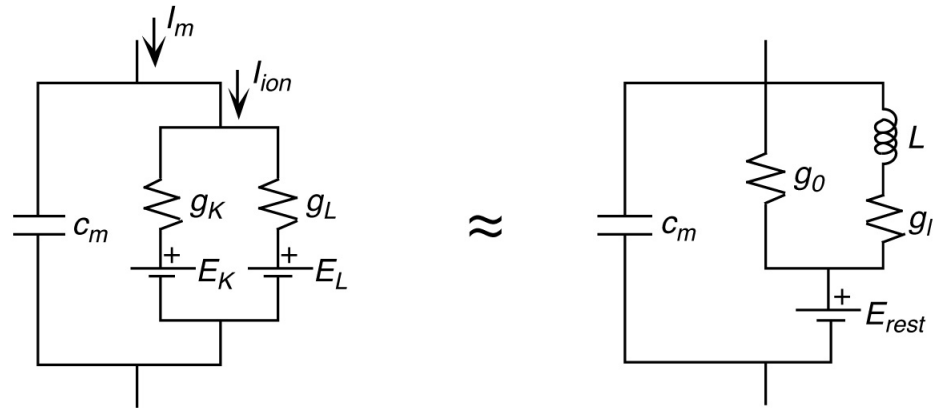 I_m
I_ion
g_K
g_L
c_m
+
E_K
+
E_L
≈
L
g_0
g_l
c_m
+
E_rest